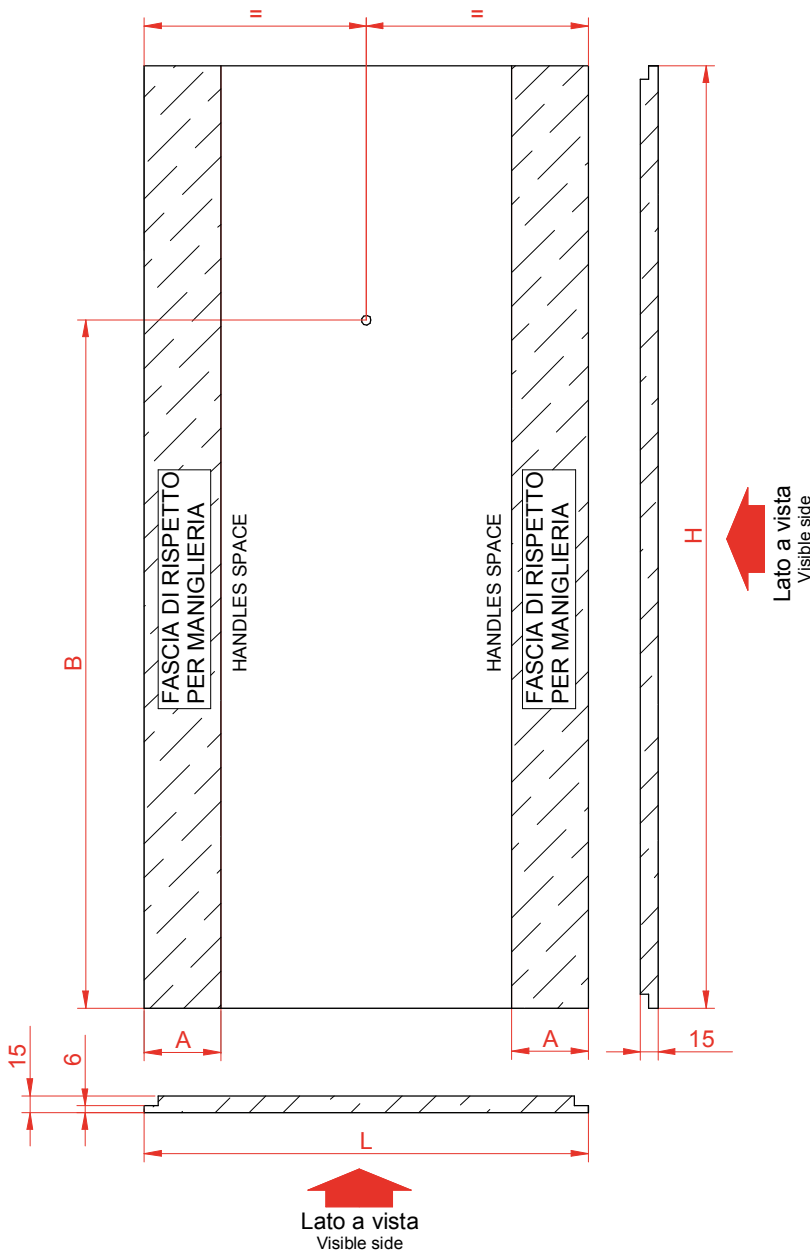 =
=
FASCIA DI RISPETTO
PER MANIGLIERIA
HANDLES SPACE
HANDLES SPACE
FASCIA DI RISPETTO
PER MANIGLIERIA
B
H
Lato a vista
Visible side
A
A
15
15
6
L
Lato a vista
Visible side